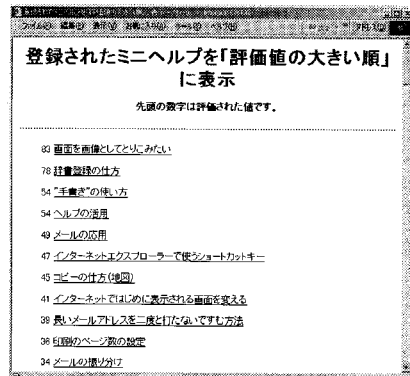 登録されたミニヘルプを「評価値の大きい順」
に表示
先頭の数字は評価された値です。
83 画面を画像としてとりこみたい
78 辞書登録の仕方
54 "手書き"の使い方
54 ヘルプの活用
49 メールの応用
47 インターネットエクスプローラーで使うショートカットキー
45 コピーの仕方(地図)
41 インターネットではじめに表示される画面を変える
39 長いメールアドレスを二度と打たないですむ方法
36 印刷のページ数の設定
34 メールの振り分け